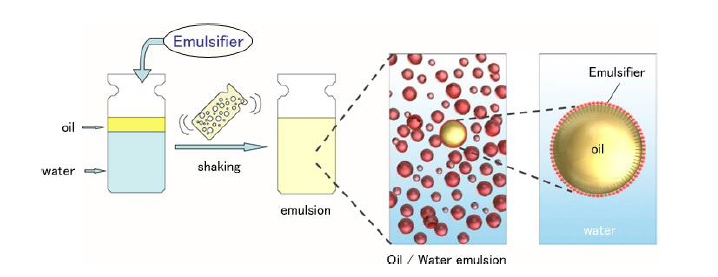 Emulsifier
oil
water
shaking
emulsion
Oil / Water emulsion
Emulsifier
oil
water